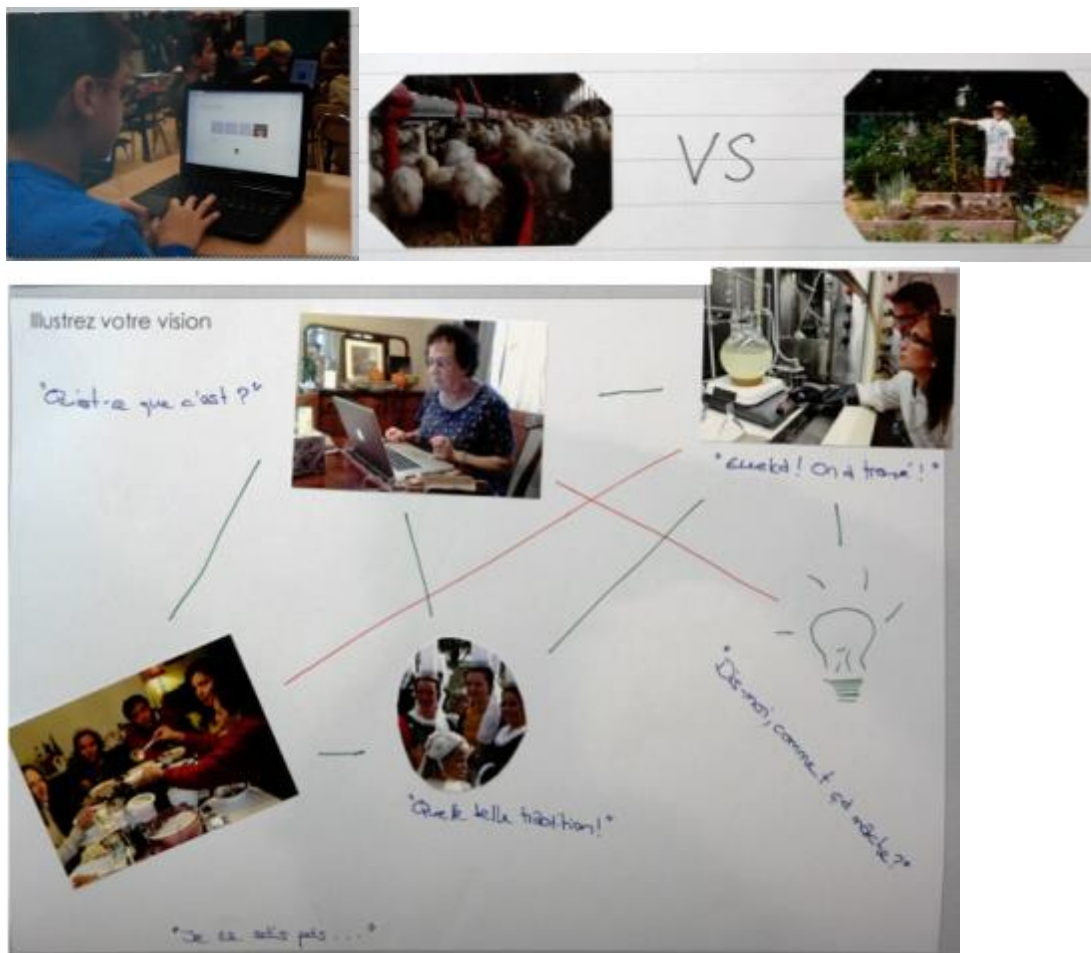 VS
Illustrez votre vision
"Qu'est-ce que c'est ?"
"Eureka! On a trouvé!"
"Dis-moi, comment ça marche?"
"Quelle belle tradition!"
"Je ne sais pas..."